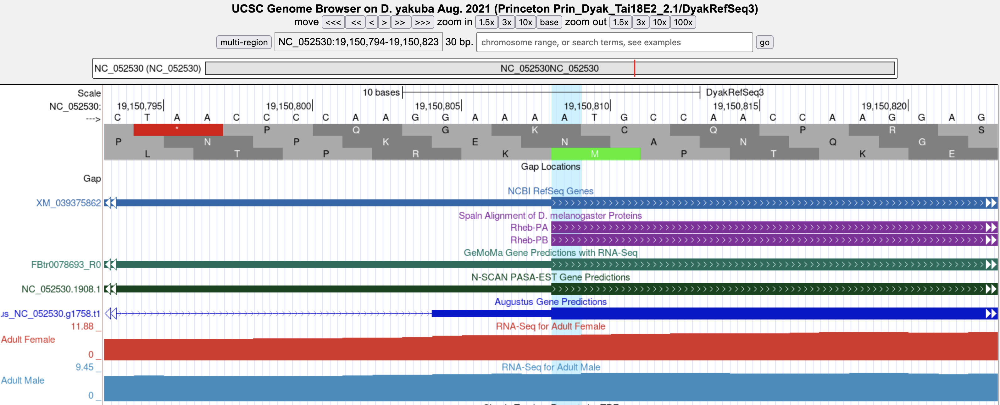 UCSC Genome Browser on D. yakuba Aug. 2021 (Princeton Prin_Dyak_Tai18E2_2.1/DyakRefSeq3)
move <<< << < > >> >>> zoom in 1.5x 3x 10x base zoom out 1.5x 3x 10x 100x
multi-region NC_052530:19,150,794-19,150,823 30 bp. chromosome range, or search terms, see examples go
NC_052530 (NC_052530) NC_052530NC_052530
Scale 10 bases DyakRefSeq3
NC_052530: 19,150,795 19,150,800 19,150,805 19,150,810 19,150,815 19,150,820
---> C T A A C C C C A A G G A A A A T G C C A A C C A A G G A G
* P Q G K C Q P R S
P N P K E N A N Q G
L T P R K M P T K E
Gap Locations
Gap
NCBI RefSeq Genes
XM_039375862
Spaln Alignment of D. melanogaster Proteins
Rheb-PA
Rheb-PB
GeMoMa Gene Predictions with RNA-Seq
FBtr0078693_R0
N-SCAN PASA-EST Gene Predictions
NC_052530.1908.1
Augustus Gene Predictions
us_NC_052530.g1758.t1
11.88 _ RNA-Seq for Adult Female
Adult Female
0 _
9.45 _ RNA-Seq for Adult Male
Adult Male
0 _